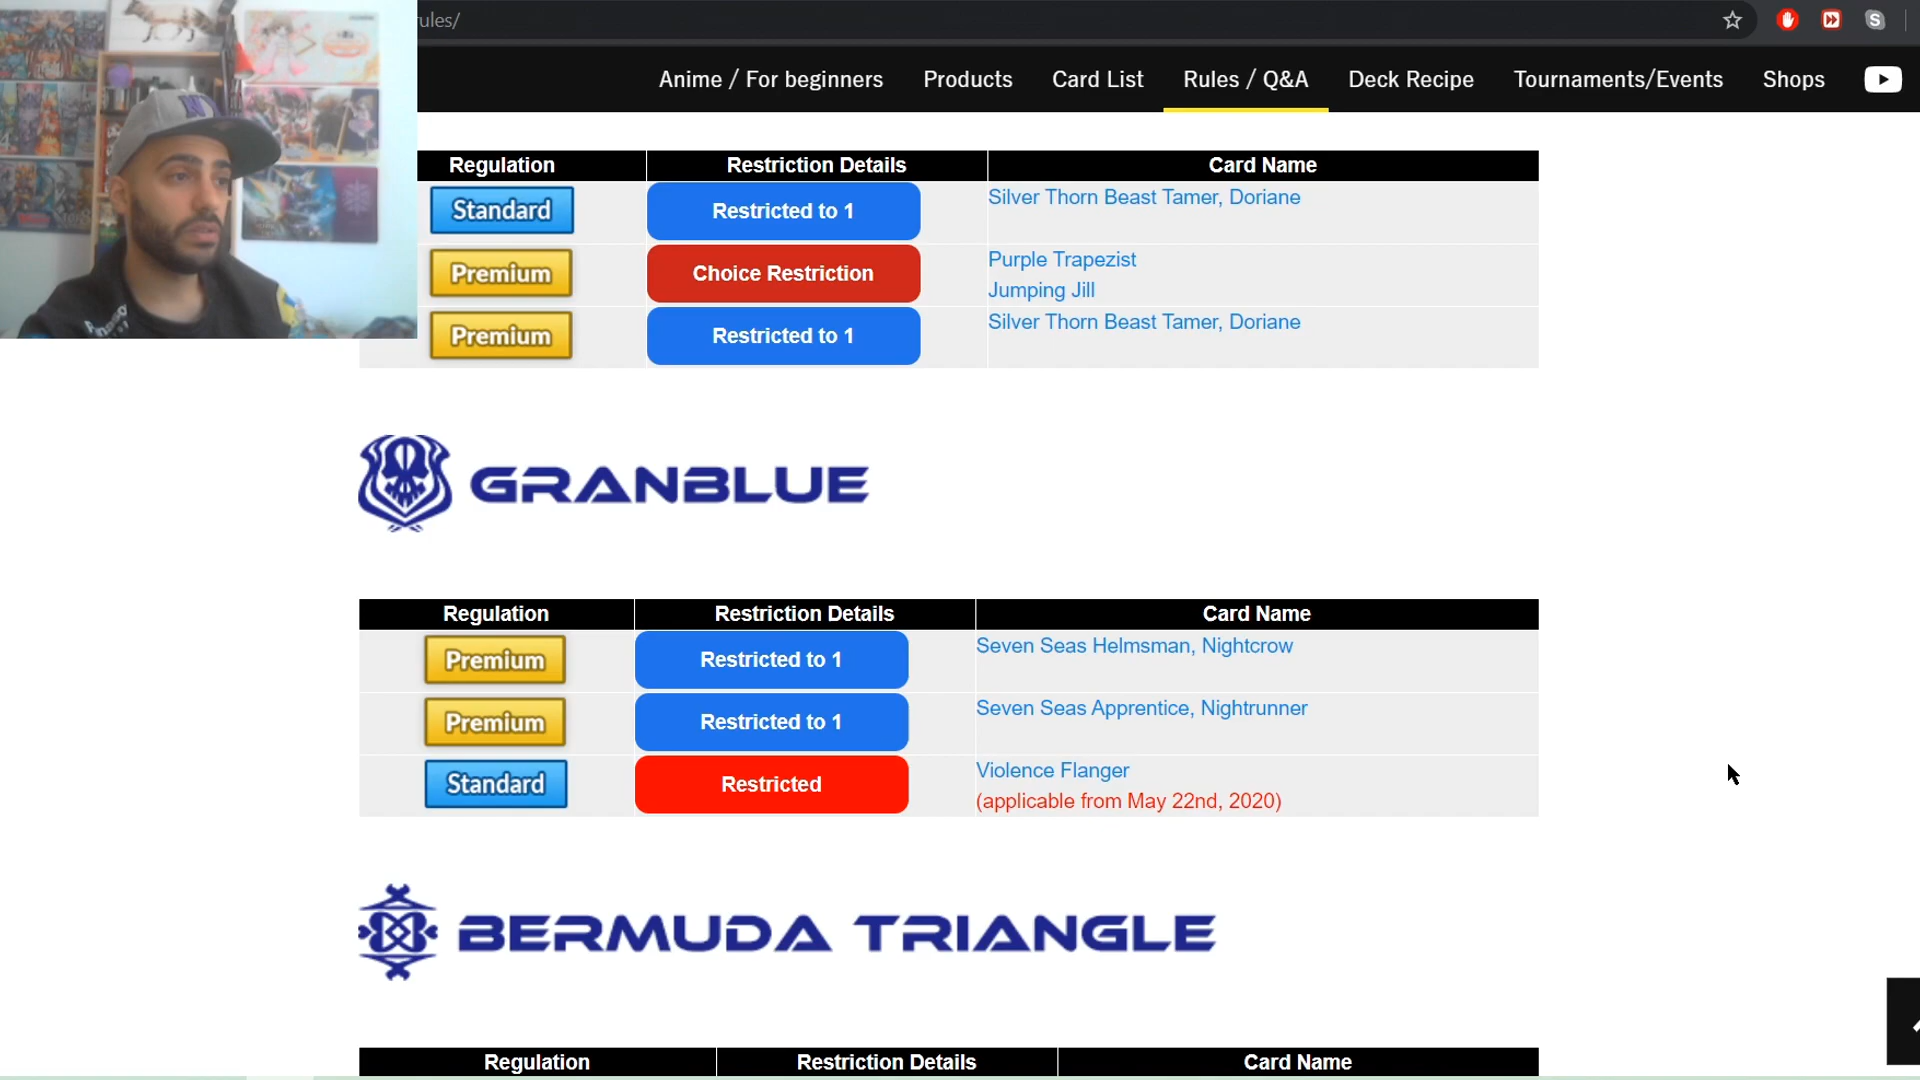 rules/
Anime / For beginners Products Card List Rules / Q&A Deck Recipe Tournaments/Events Shops
Regulation Restriction Details Card Name
Standard Restricted to 1 Silver Thorn Beast Tamer, Doriane
Premium Choice Restriction Purple Trapezist
Jumping Jill
Premium Restricted to 1 Silver Thorn Beast Tamer, Doriane
GRANBLUE
Regulation Restriction Details Card Name
Premium Restricted to 1 Seven Seas Helmsman, Nightcrow
Premium Restricted to 1 Seven Seas Apprentice, Nightrunner
Standard Restricted Violence Flanger
(applicable from May 22nd, 2020)
BERMUDA TRIANGLE
Regulation Restriction Details Card Name